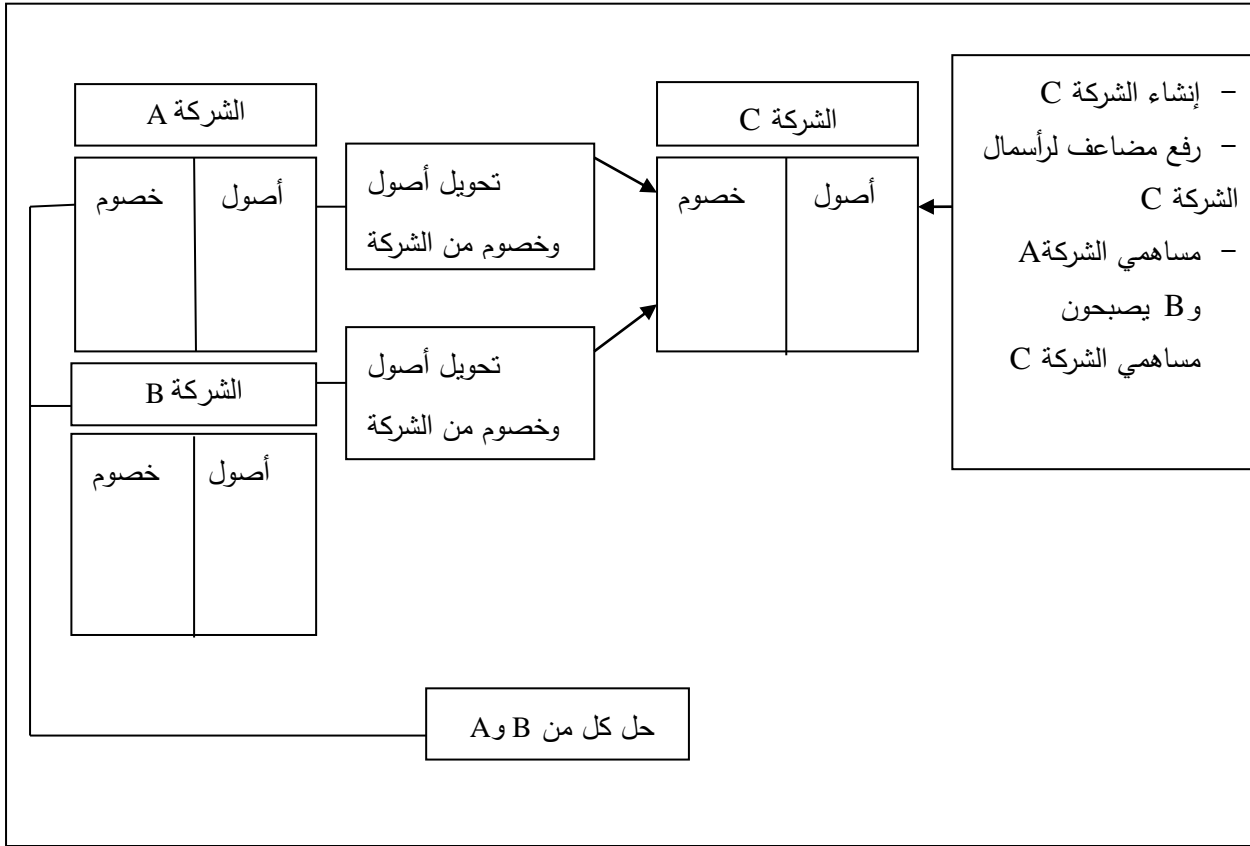 الشركة A
أصول
خصوم
تحويل أصول
وخصوم من الشركة
الشركة B
أصول
خصوم
تحويل أصول
وخصوم من الشركة
الشركة C
أصول
خصوم
- إنشاء الشركة C
- رفع مضاعف لرأسمال
الشركة C
- مساهمي الشركةA
و B يصبحون
مساهمي الشركة C
حل كل من B وA